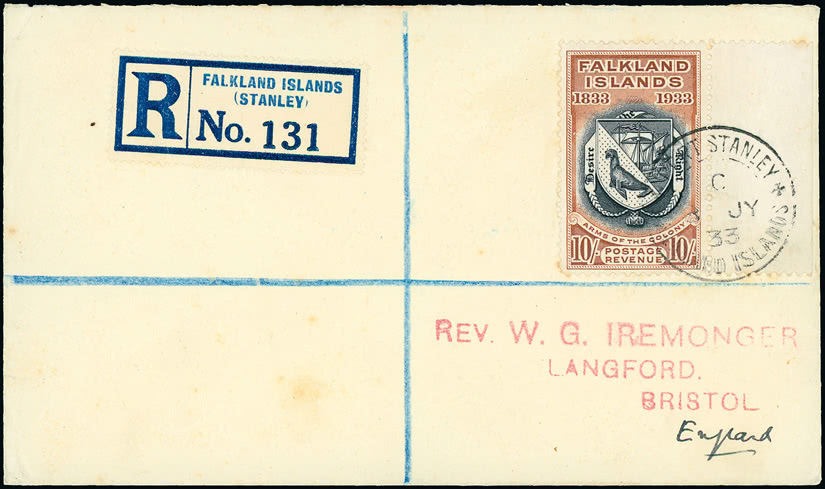 R
FALKLAND ISLANDS
(STANLEY)
No. 131
FALKLAND
ISLANDS
1833 1933
Desire Right
ARMS OF THE COLONY
10/- POSTAGE 10/-
REVENUE
STANLEY
C
JY
33
ISLANDS
REV. W. G. IREMONGER
LANGFORD.
BRISTOL
England